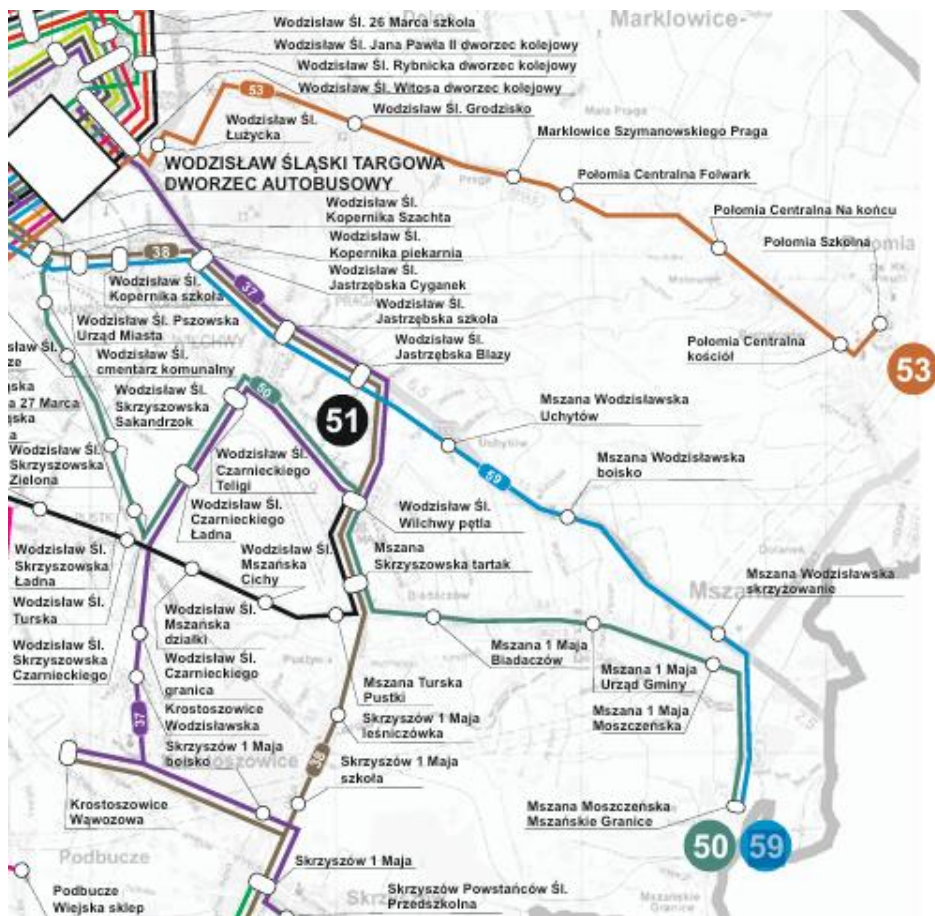 Marklowice-
Wodzisław Śl. 26 Marca szkoła
Wodzisław Śl. Jana Pawła II dworzec kolejowy
Wodzisław Śl. Rybnicka dworzec kolejowy
Wodzisław Śl. Witosa dworzec kolejowy
53
Wodzisław Śl. Grodzisko
Mała Praga
Wodzisław Śl.
Łużycka
Marklowice Szymanowskiego Praga
WODZISŁAW ŚLĄSKI TARGOWA
DWORZEC AUTOBUSOWY
Praga
Połomia Centralna Folwark
Wodzisław Śl.
Kopernika Szachta
Połomia Centralna Na końcu
Wodzisław Śl.
Kopernika piekarnia
Połomia Szkolna
38
Wodzisław Śl.
Jastrzębska Cyganek
Wodzisław Śl.
Kopernika szkoła
37
Wodzisław Śl.
Jastrzębska szkoła
Wodzisław Śl. Pszowska
Urząd Miasta
Wodzisław Śl.
Jastrzębska Blazy
Połomia Centralna
kościół
53
Wodzisław Śl.
cmentarz komunalny
Wodzisław Śl.
Skrzyszowska
Sakandrzok
50
51
Mszana Wodzisławska
Uchytów
Uchytów
a 27 Marca
Wodzisław Śl.
Skrzyszowska
Zielona
Wodzisław Śl.
Czarnieckiego
Teligi
Mszana Wodzisławska
boisko
59
Wodzisław Śl.
Czarnieckiego
Ładna
Wodzisław Śl.
Wilchwy pętla
Wodzisław Śl.
Skrzyszowska
Ładna
Wodzisław Śl.
Mszańska
Cichy
Mszana
Skrzyszowska tartak
Dolanek
Mszana
Mszana Wodzisławska
skrzyżowanie
Wodzisław Śl.
Turska
Wodzisław Śl.
Mszańska
działki
Mszana 1 Maja
Biadaczów
Wodzisław Śl.
Skrzyszowska
Czarnieckiego
Wodzisław Śl.
Czarnieckiego
granica
Mszana 1 Maja
Urząd Gminy
Mszana Turska
Pustki
Mszana 1 Maja
Moszczeńska
Krostoszowice
Wodzisławska
37
Skrzyszów 1 Maja
leśniczówka
Skrzyszów 1 Maja
boisko
38
Skrzyszów 1 Maja
szkoła
Krostoszowice
Wąwozowa
Mszana Moszczeńska
Mszańskie Granice
50
59
Podbucze
Skrzyszów 1 Maja
Podbucze
Wiejska sklep
Skrzyszów Powstańców Śl.
Przedszkolna
Mszańskie
Granice